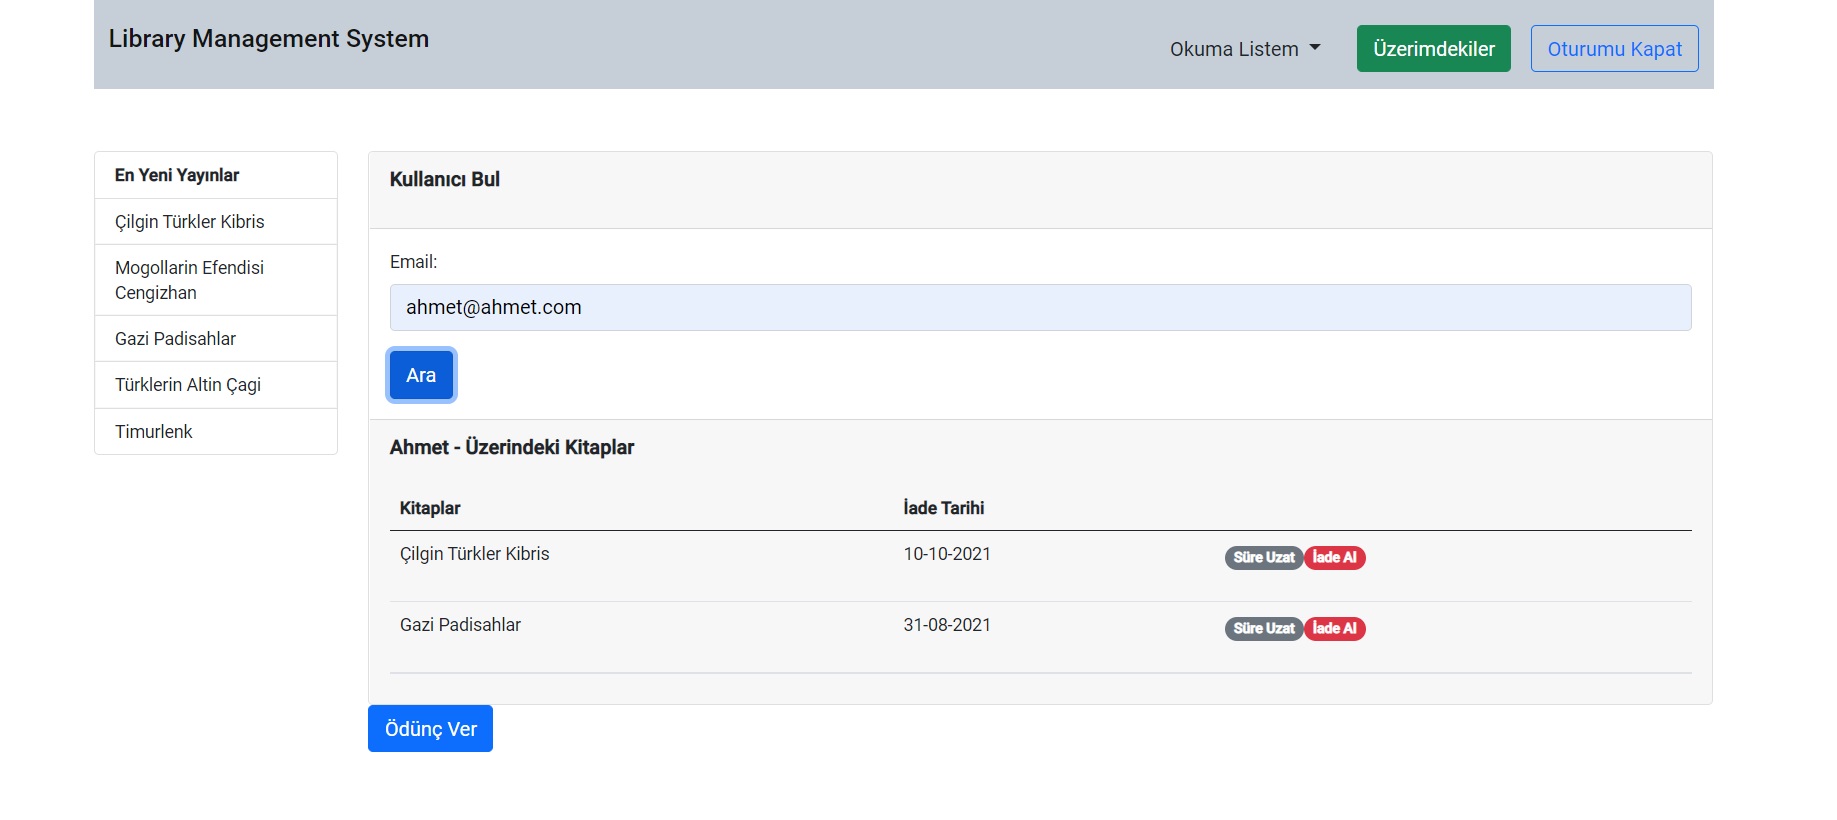 Library Management System
Okuma Listem
Üzerimdekiler
Oturumu Kapat
En Yeni Yayınlar
Çilgin Türkler Kibris
Mogollarin Efendisi
Cengizhan
Gazi Padisahlar
Türklerin Altin Çagi
Timurlenk
Kullanıcı Bul
Email:
ahmet@ahmet.com
Ara
Ahmet - Üzerindeki Kitaplar
Kitaplar İade Tarihi
Çilgin Türkler Kibris 10-10-2021 Süre Uzat İade Al
Gazi Padisahlar 31-08-2021 Süre Uzat İade Al
Ödünç Ver